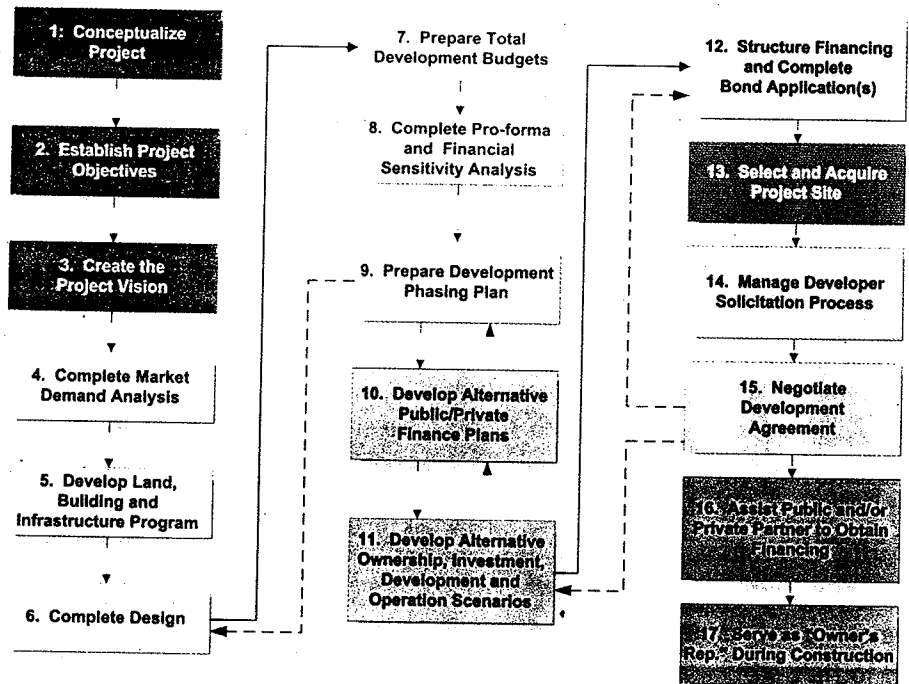 1: Conceptualize
Project
2. Establish Project
Objectives
3. Create the
Project Vision
4. Complete Market
Demand Analysis
5. Develop Land,
Building and
Infrastructure Program
6. Complete Design
7. Prepare Total
Development Budgets
8. Complete Pro-forma
and Financial
Sensitivity Analysis
9. Prepare Development
Phasing Plan
10. Develop Alternative
Public/Private
Finance Plans
11. Develop Alternative
Ownership, Investment,
Development and
Operation Scenarios
12. Structure Financing
and Complete
Bond Application(s)
13. Select and Acquire
Project Site
14. Manage Developer
Solicitation Process
15. Negotiate
Development
Agreement
16. Assist Public and/or
Private Partner to Obtain
Financing
17. Serve as "Owner's
Rep." During Construction